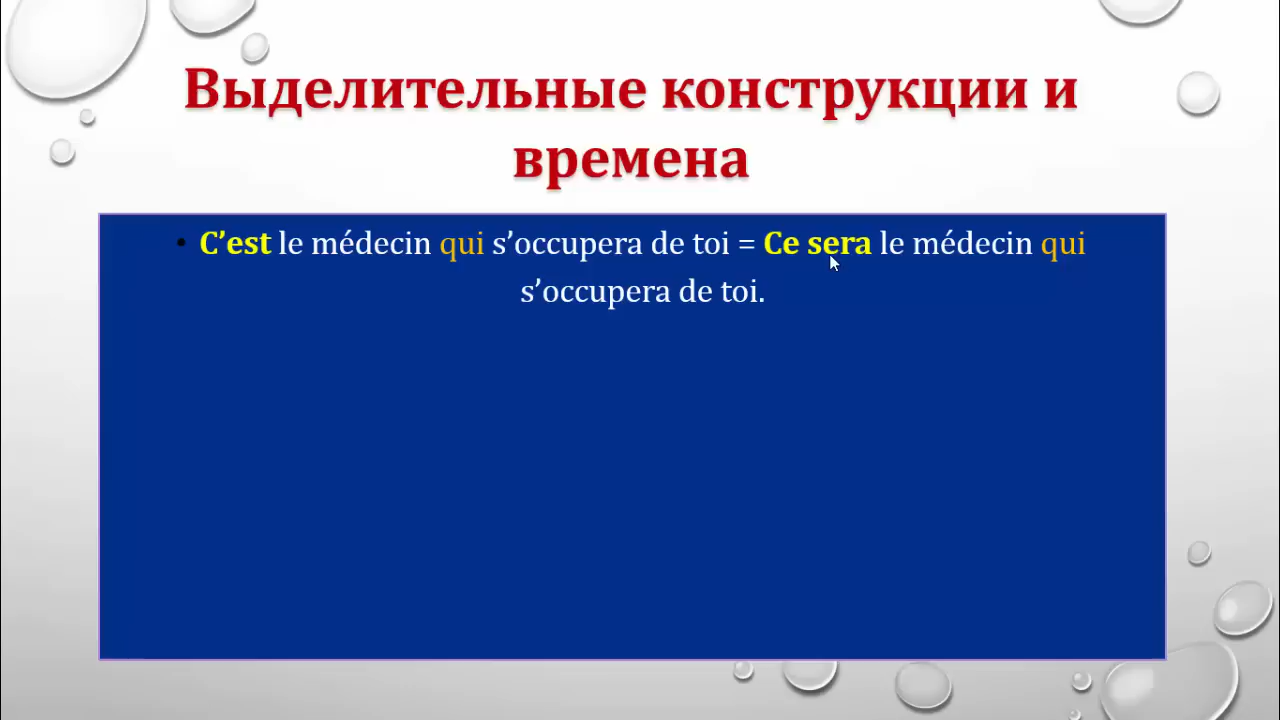 Выделительные конструкции и
времена
• C’est le médecin qui s’occupera de toi = Ce sera le médecin qui
s’occupera de toi.